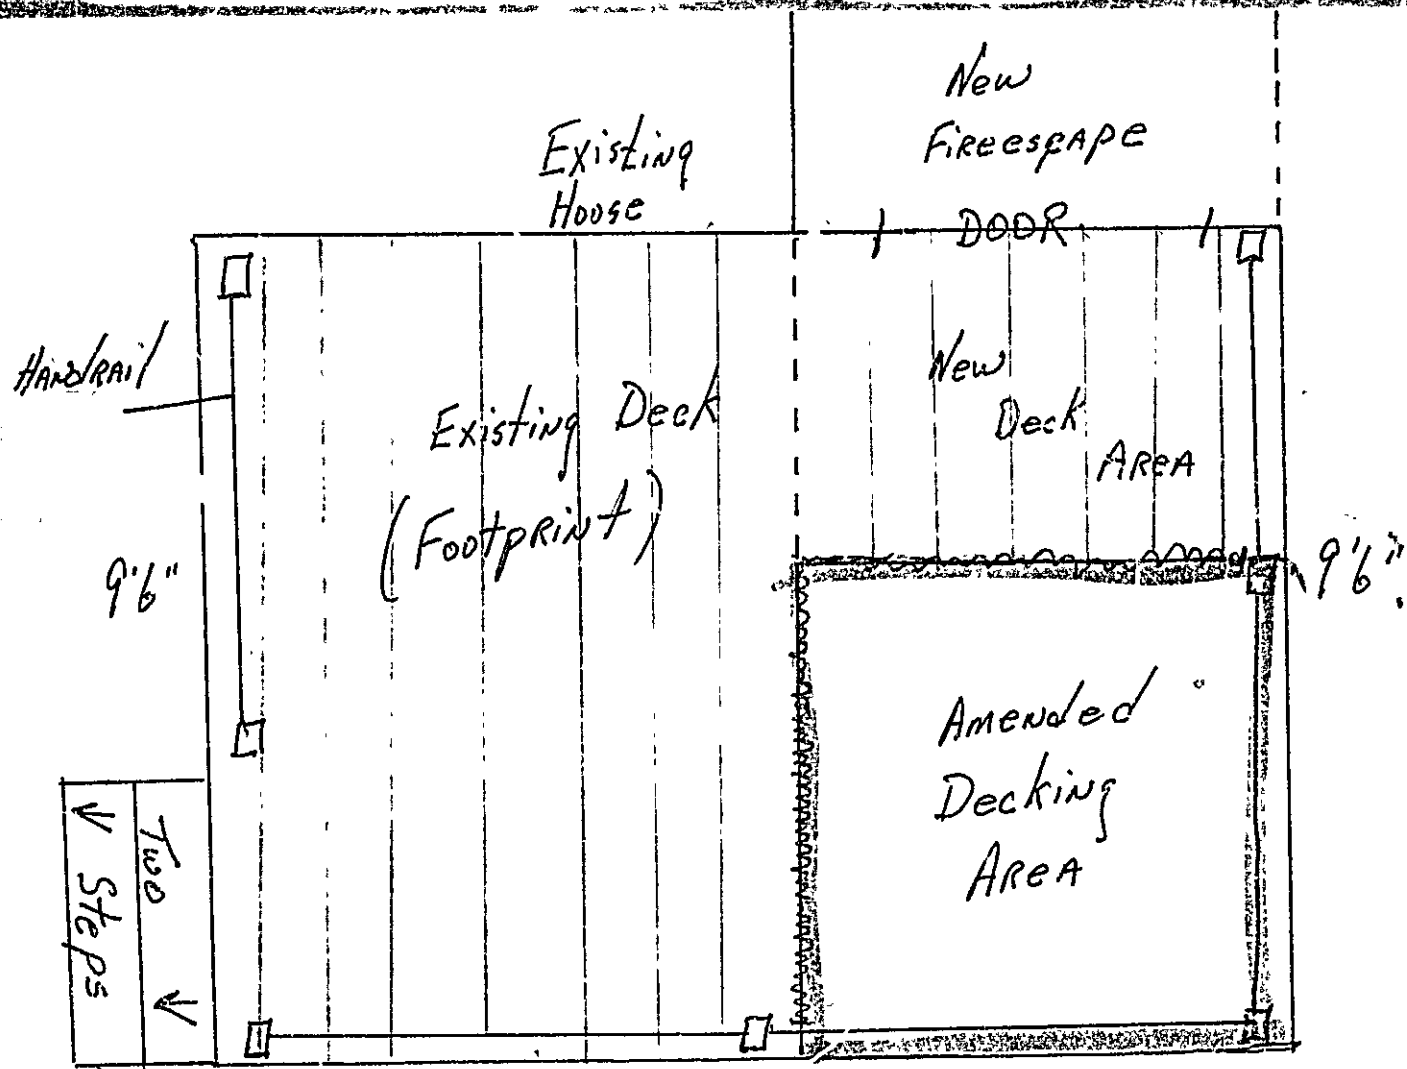 New
Fireescape
DOOR
Existing
House
Handrail
Existing Deck
(Footprint)
New
Deck
Area
9'6"
9'6"
Amended
Decking
Area
Two
Steps